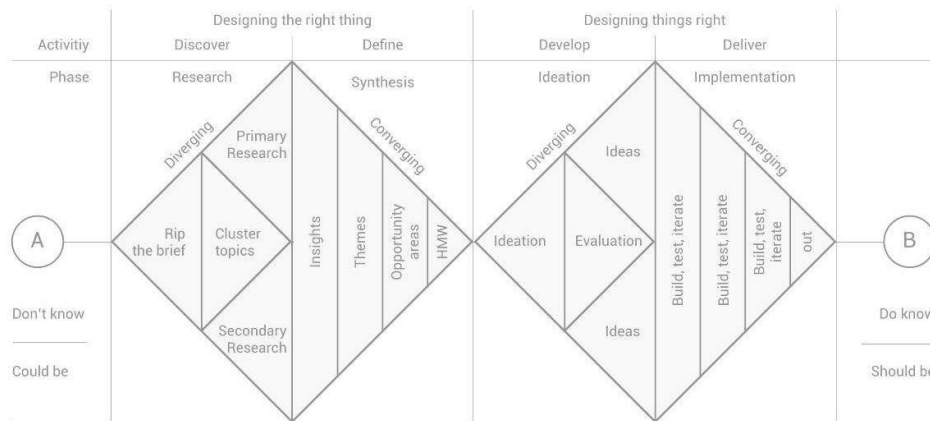 Designing the right thing
Designing things right
Activitiy
Discover
Define
Develop
Deliver
Phase
Research
Synthesis
Ideation
Implementation
Diverging
Primary
Research
Converging
Diverging
Ideas
Converging
A
Rip
the brief
Cluster
topics
Insights
Themes
Opportunity
areas
HMW
Ideation
Evaluation
Build, test, iterate
Build, test, iterate
Build, test,
iterate
out
B
Secondary
Research
Ideas
Don't know
Could be
Do know
Should be